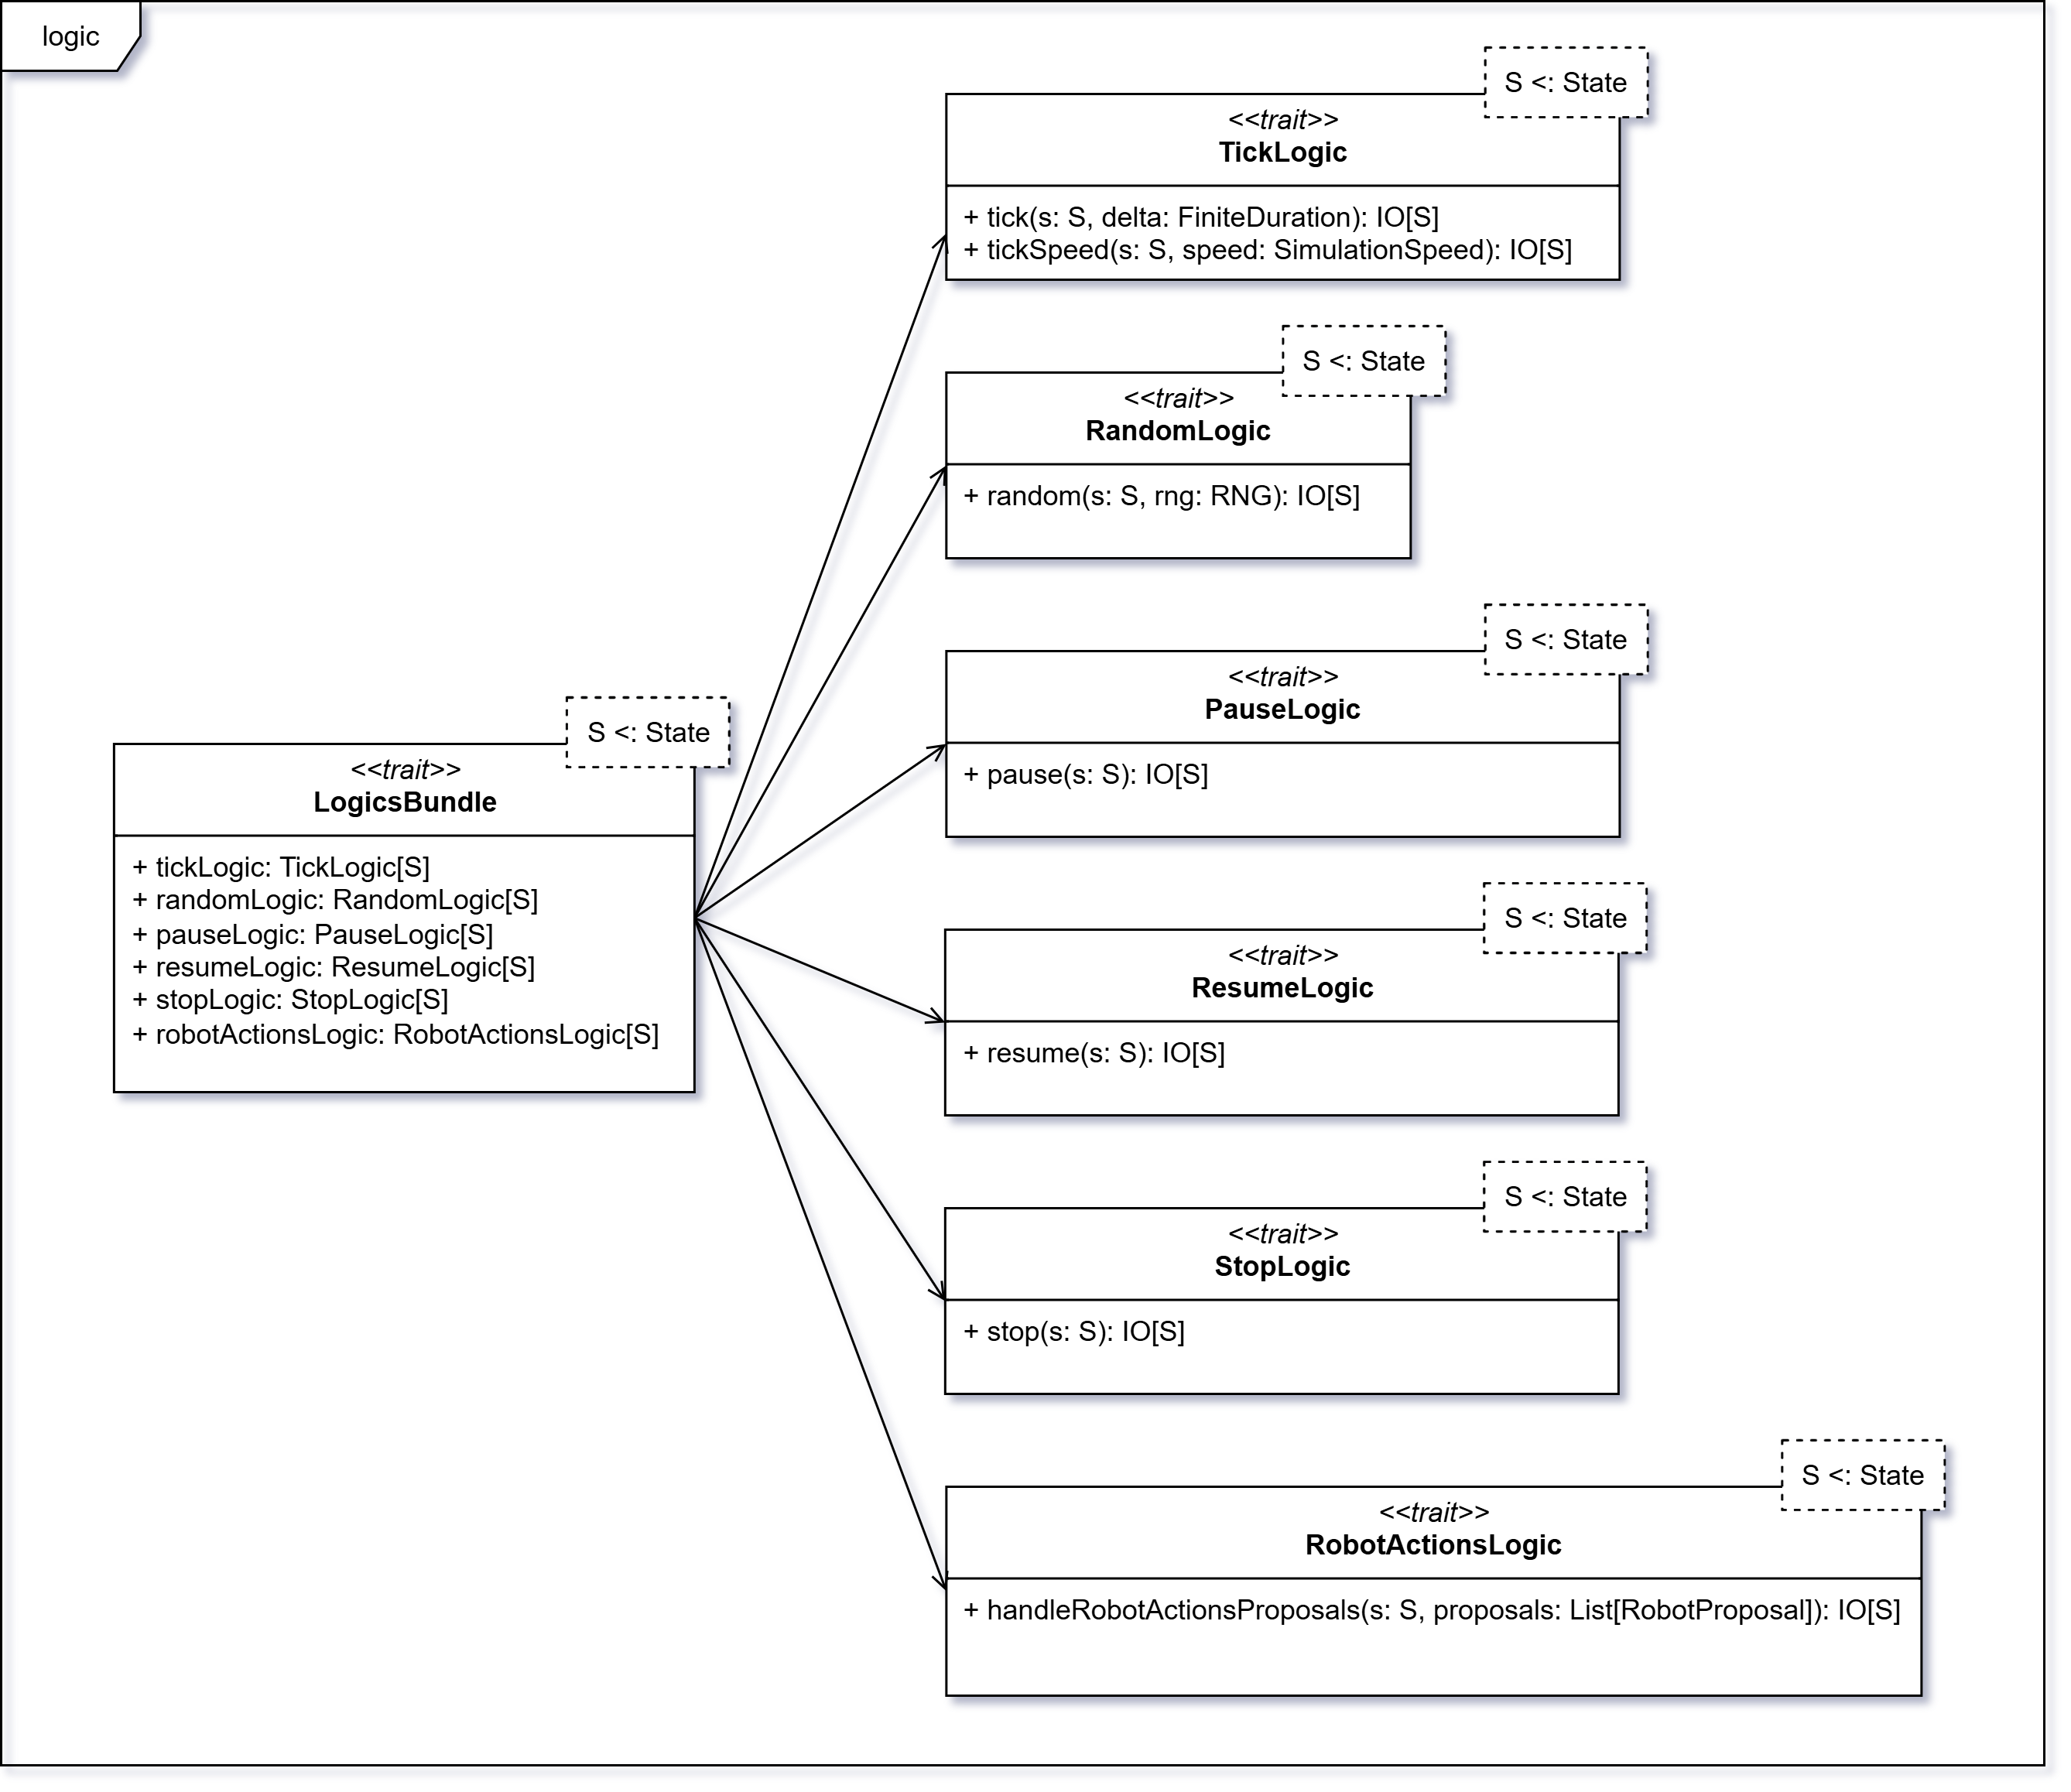 logic
S <: State
<<trait>>
TickLogic
+ tick(s: S, delta: FiniteDuration): IO[S]
+ tickSpeed(s: S, speed: SimulationSpeed): IO[S]
S <: State
<<trait>>
RandomLogic
+ random(s: S, rng: RNG): IO[S]
S <: State
<<trait>>
PauseLogic
+ pause(s: S): IO[S]
S <: State
<<trait>>
LogicsBundle
+ tickLogic: TickLogic[S]
+ randomLogic: RandomLogic[S]
+ pauseLogic: PauseLogic[S]
+ resumeLogic: ResumeLogic[S]
+ stopLogic: StopLogic[S]
+ robotActionsLogic: RobotActionsLogic[S]
S <: State
<<trait>>
ResumeLogic
+ resume(s: S): IO[S]
S <: State
<<trait>>
StopLogic
+ stop(s: S): IO[S]
S <: State
<<trait>>
RobotActionsLogic
+ handleRobotActionsProposals(s: S, proposals: List[RobotProposal]): IO[S]